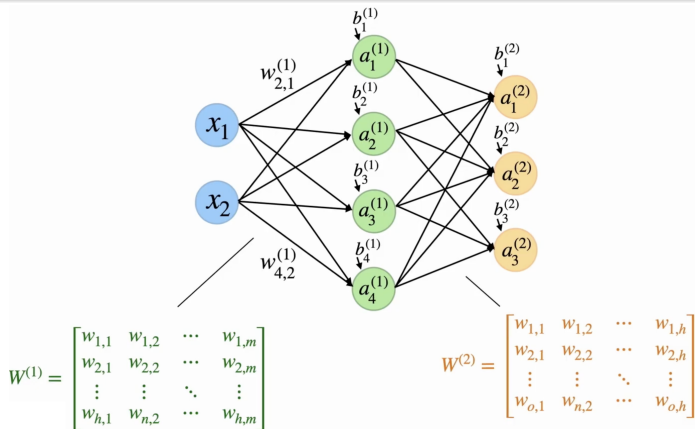 b_1^{(1)}
a_1^{(1)}
w_{2,1}^{(1)}
b_1^{(2)}
b_2^{(1)}
a_1^{(2)}
x_1
a_2^{(1)}
b_2^{(2)}
b_3^{(1)}
a_2^{(2)}
x_2
a_3^{(1)}
b_3^{(2)}
b_4^{(1)}
a_3^{(2)}
w_{4,2}^{(1)}
a_4^{(1)}
W^{(1)} =
w_{1,1} w_{1,2} ⋯ w_{1,m}
w_{2,1} w_{2,2} ⋯ w_{2,m}
⋮ ⋮ ⋱ ⋮
w_{h,1} w_{n,2} ⋯ w_{h,m}
W^{(2)} =
w_{1,1} w_{1,2} ⋯ w_{1,h}
w_{2,1} w_{2,2} ⋯ w_{2,h}
⋮ ⋮ ⋱ ⋮
w_{o,1} w_{n,2} ⋯ w_{o,h}